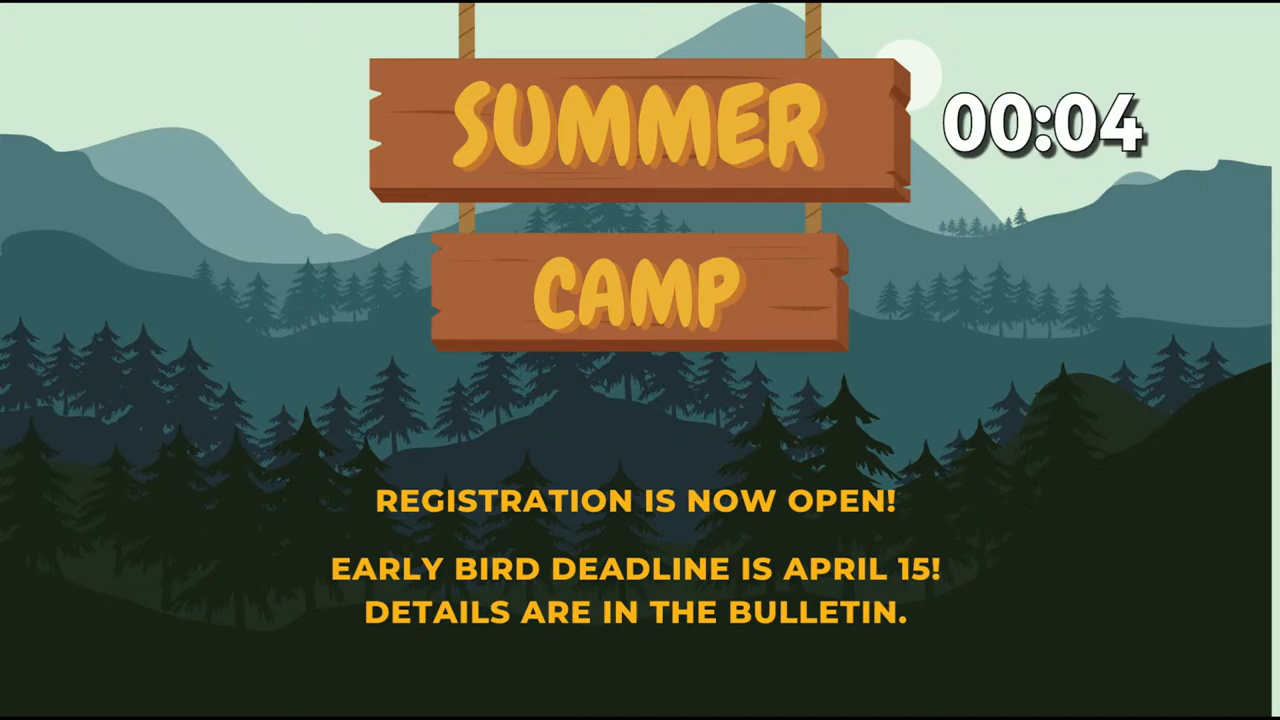 SUMMER
00:04
CAMP
REGISTRATION IS NOW OPEN!
EARLY BIRD DEADLINE IS APRIL 15!
DETAILS ARE IN THE BULLETIN.